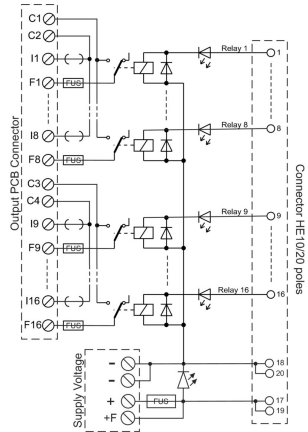 C1
C2
I1
F1
FUS
I8
F8
FUS
C3
C4
I9
F9
FUS
I16
F16
FUS
Output PCB Connector
Relay 1
1
Relay 8
8
Relay 9
9
Relay 16
16
Connector HE10/20 poles
Supply Voltage
-
-
+
+F
FUS
18
20
17
19